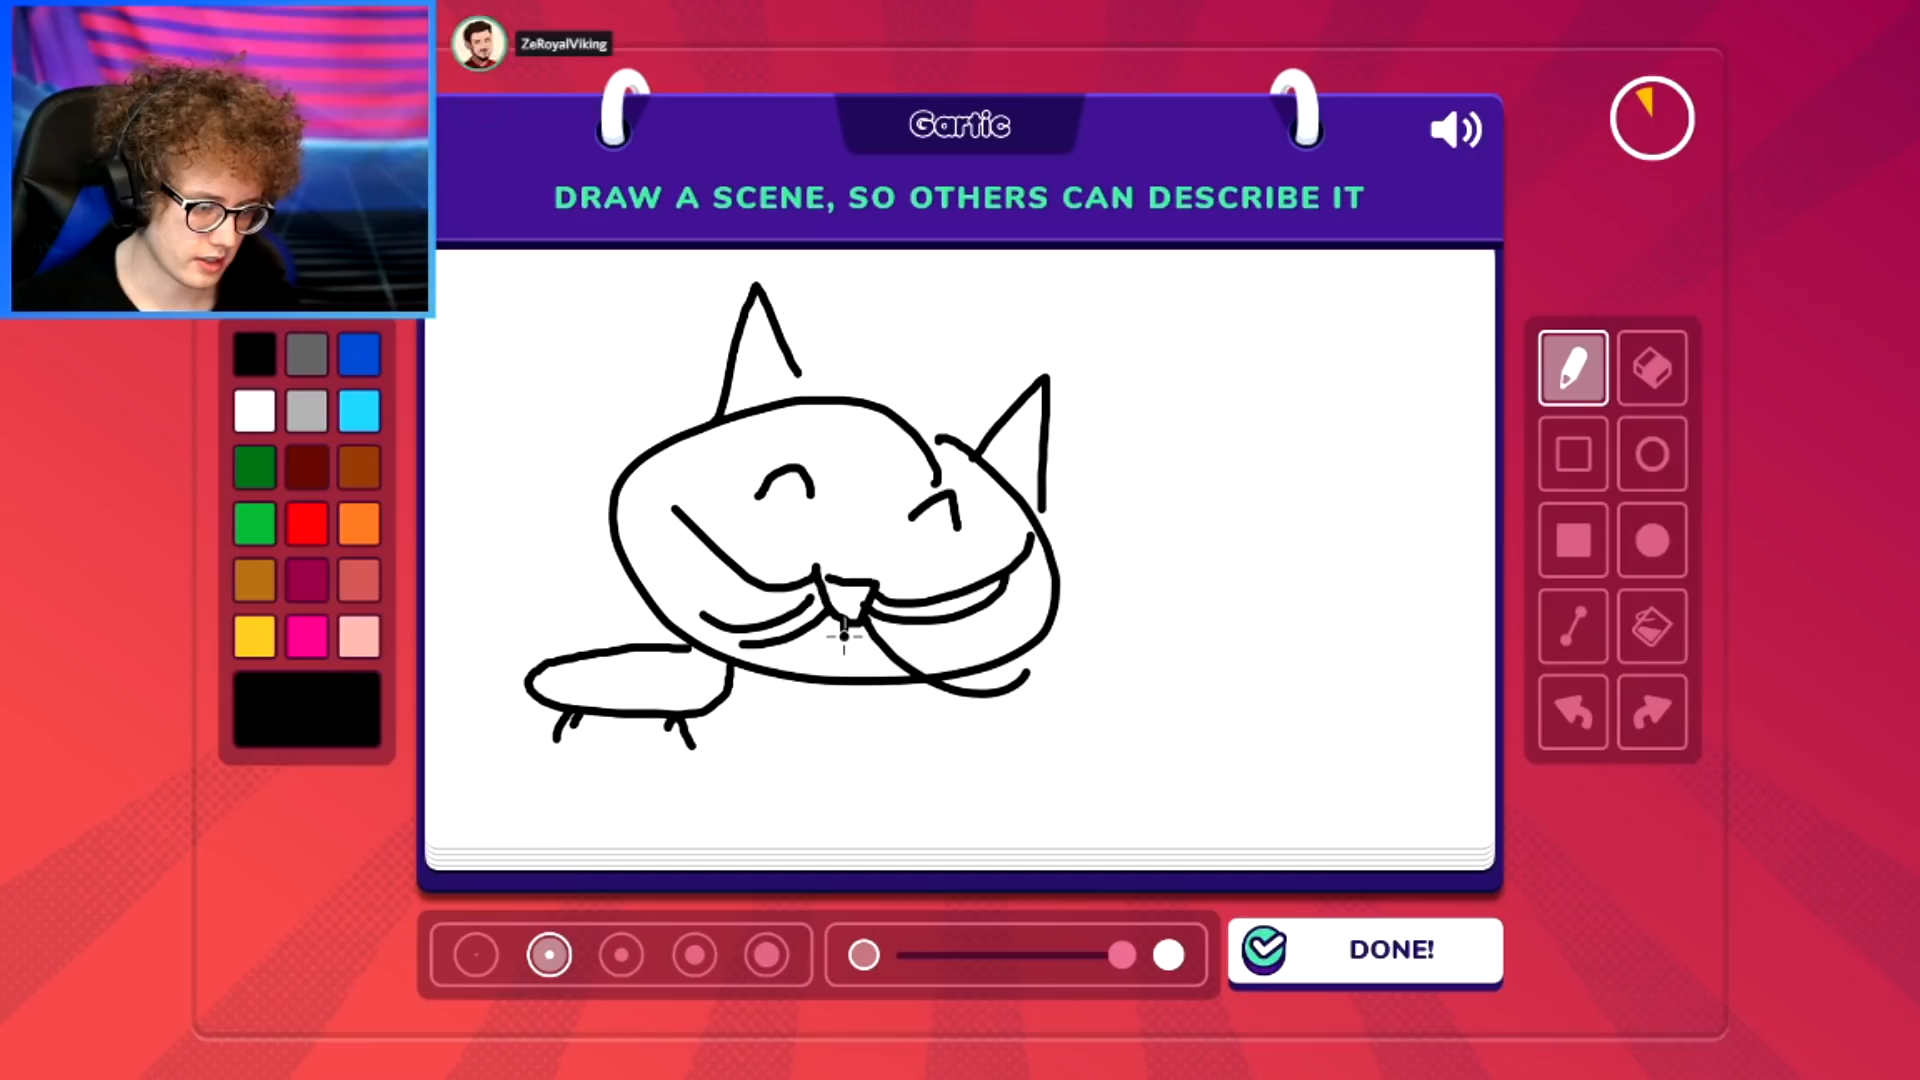 ZeRoyalViking
Gartic
DRAW A SCENE, SO OTHERS CAN DESCRIBE IT
DONE!